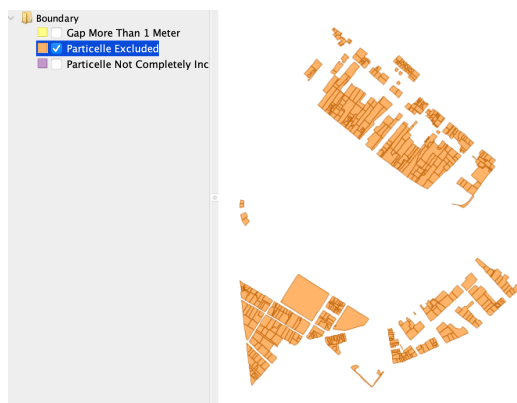 Boundary
Gap More Than 1 Meter
Particelle Excluded
Particelle Not Completely Inc